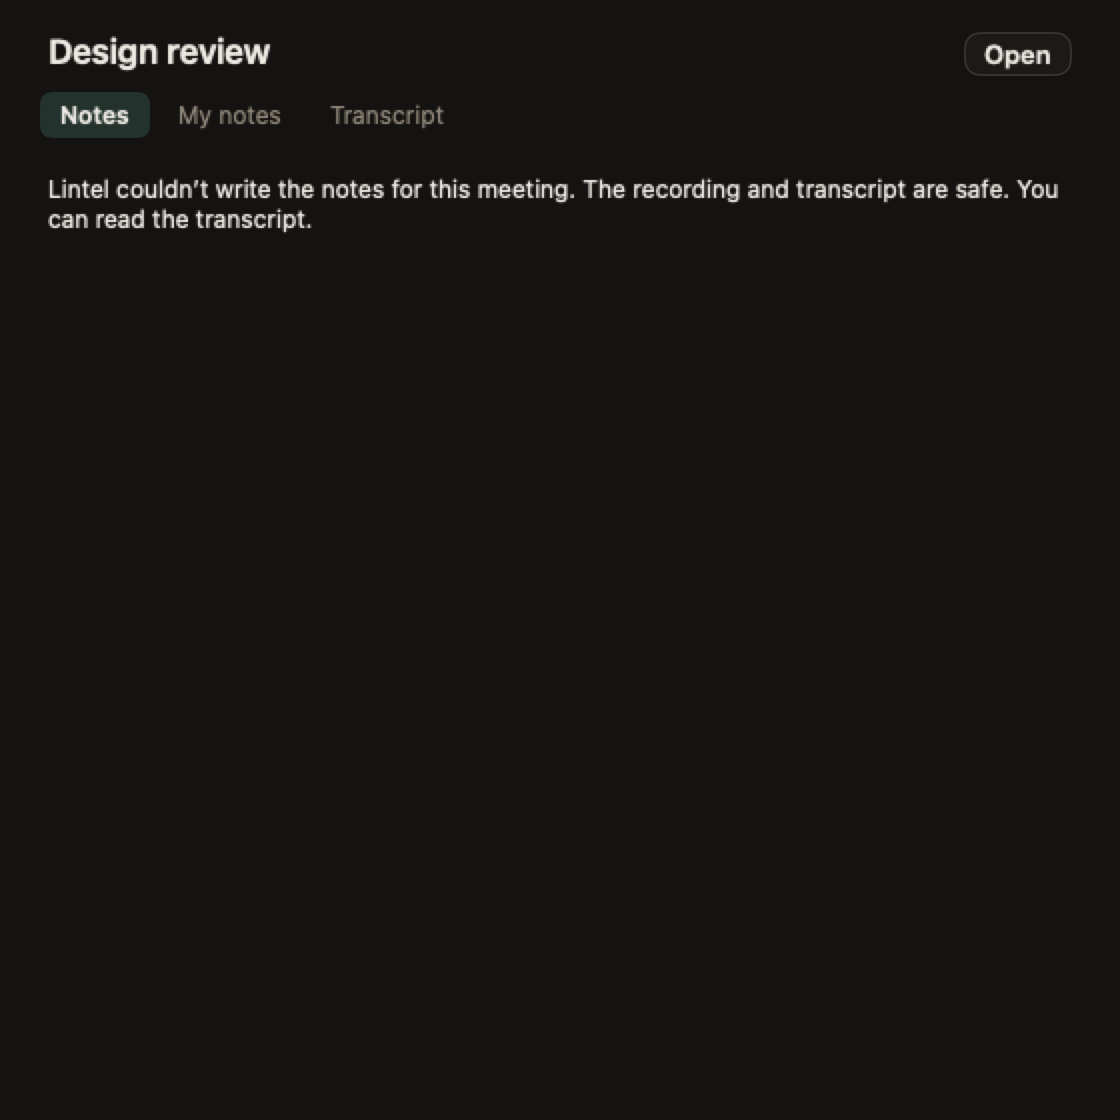 Design review
Open
Notes
My notes
Transcript
Lintel couldn’t write the notes for this meeting. The recording and transcript are safe. You
can read the transcript.